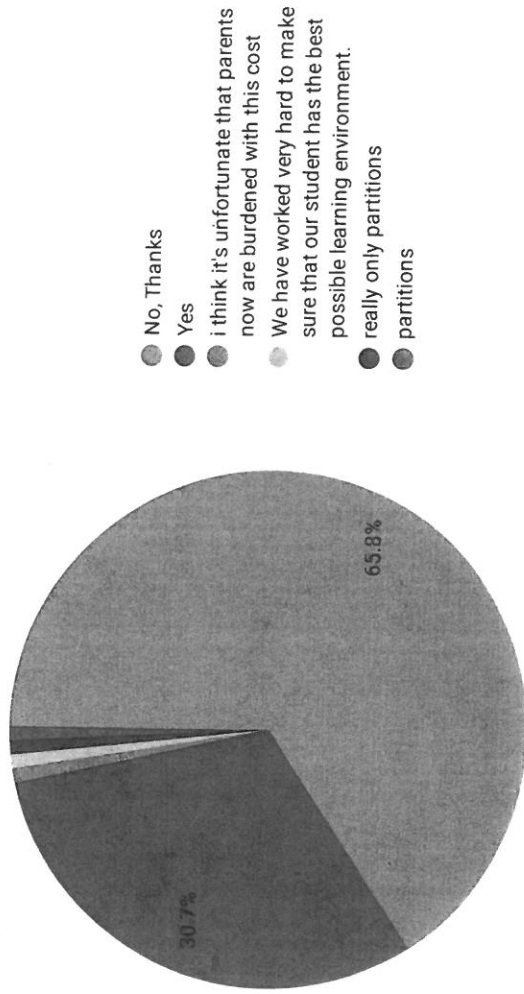 No, Thanks
Yes
i think it's unfortunate that parents
now are burdened with this cost
We have worked very hard to make
sure that our student has the best
possible learning environment.
really only partitions
partitions
65.8%
30.7%